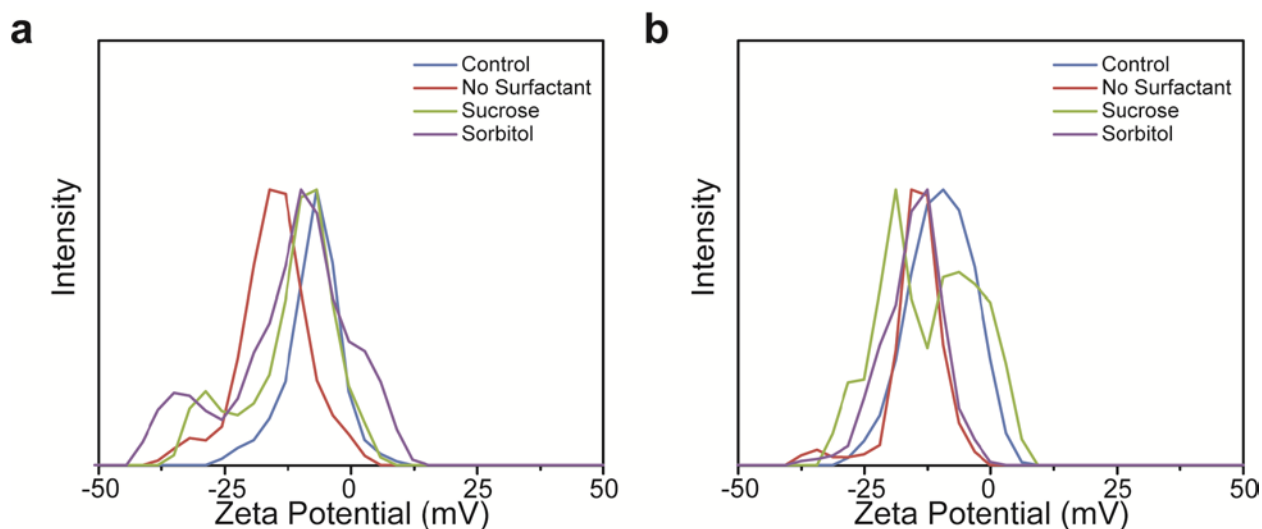 a
Control
No Surfactant
Sucrose
Sorbitol
Intensity
-50 -25 0 25 50
Zeta Potential (mV)
b
Control
No Surfactant
Sucrose
Sorbitol
Intensity
-50 -25 0 25 50
Zeta Potential (mV)